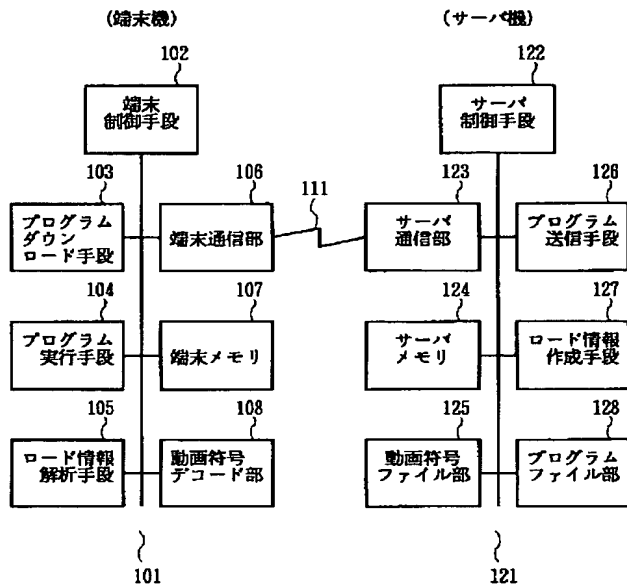 (端末機)
(サーバ機)
102
122
端末
制御手段
サーバ
制御手段
103
106
111
123
126
プログラム
ダウン
ロード手段
端末通信部
サーバ
通信部
プログラム
送信手段
104
107
124
127
プログラム
実行手段
端末メモリ
サーバ
メモリ
ロード情報
作成手段
105
108
125
128
ロード情報
解析手段
動画符号
デコード部
動画符号
ファイル部
プログラム
ファイル部
101
121